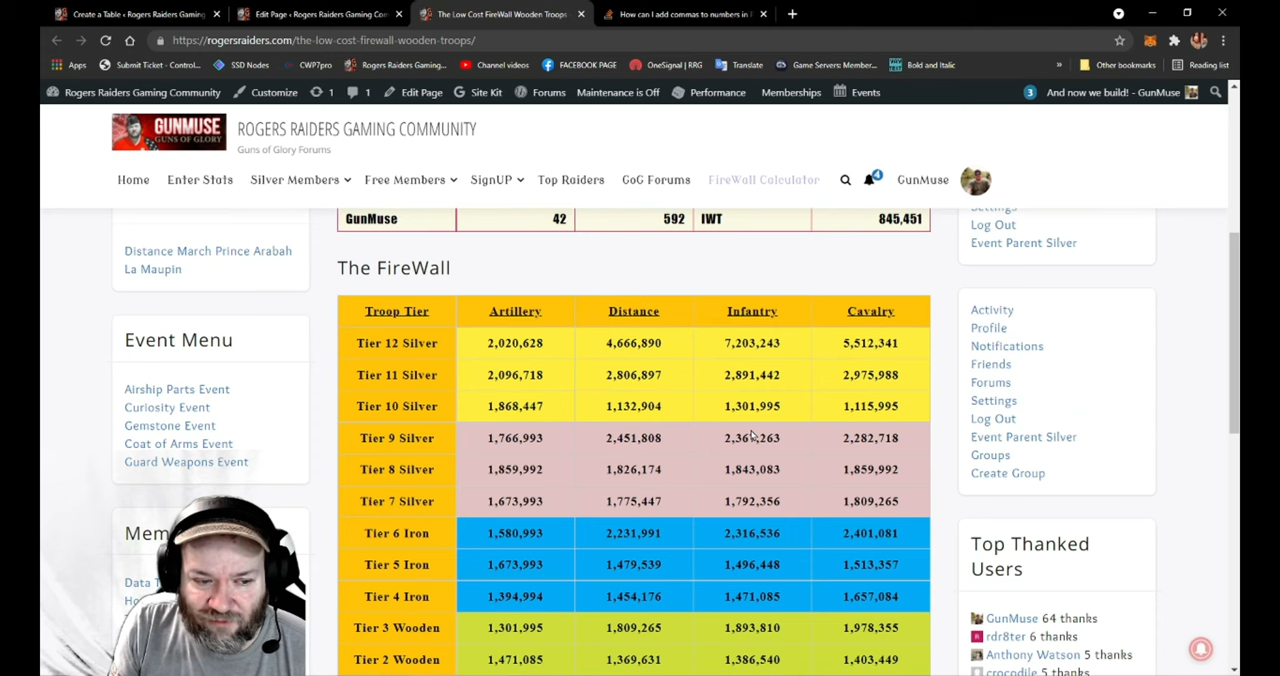 Create a Table ‹ Rogers Raiders Gaming
Edit Page ‹ Rogers Raiders Gaming Com
The Low Cost FireWall Wooden Troops
How can I add commas to numbers in
https://rogersraiders.com/the-low-cost-firewall-wooden-troops/
Apps
Submit Ticket - Control...
SSD Nodes
CWP7pro
Rogers Raiders Gaming...
Channel videos
FACEBOOK PAGE
OneSignal | RRG
Translate
Game Servers: Member...
Bold and Italic
»
Other bookmarks
Reading list
Rogers Raiders Gaming Community
Customize
1
1
Edit Page
Site Kit
Forums
Maintenance is Off
Performance
Memberships
Events
3
And now we build! - GunMuse
GUNMUSE
GUNS OF GLORY
ROGERS RAIDERS GAMING COMMUNITY
Guns of Glory Forums
Home
Enter Stats
Silver Members
Free Members
SignUP
Top Raiders
GoG Forums
FireWall Calculator
4
GunMuse
GunMuse 42 592 IWT 845,451
Distance March Prince Arabah
La Maupin
Event Menu
Airship Parts Event
Curiosity Event
Gemstone Event
Coat of Arms Event
Guard Weapons Event
Mem
Data T
Ho
The FireWall
Troop Tier Artillery Distance Infantry Cavalry
Tier 12 Silver 2,020,628 4,666,890 7,203,243 5,512,341
Tier 11 Silver 2,096,718 2,806,897 2,891,442 2,975,988
Tier 10 Silver 1,868,447 1,132,904 1,301,995 1,115,995
Tier 9 Silver 1,766,993 2,451,808 2,282,718
Tier 8 Silver 1,859,992 1,826,174 1,843,083 1,859,992
Tier 7 Silver 1,673,993 1,775,447 1,792,356 1,809,265
Tier 6 Iron 1,580,993 2,231,991 2,316,536 2,401,081
Tier 5 Iron 1,673,993 1,479,539 1,496,448 1,513,357
Tier 4 Iron 1,394,994 1,454,176 1,471,085 1,657,084
Tier 3 Wooden 1,301,995 1,809,265 1,893,810 1,978,355
Tier 2 Wooden 1,471,085 1,369,631 1,386,540 1,403,449
Settings
Log Out
Event Parent Silver
Activity
Profile
Notifications
Friends
Forums
Settings
Log Out
Event Parent Silver
Groups
Create Group
Top Thanked
Users
GunMuse 64 thanks
rdr8ter 6 thanks
Anthony Watson 5 thanks
crocodile 5 thanks